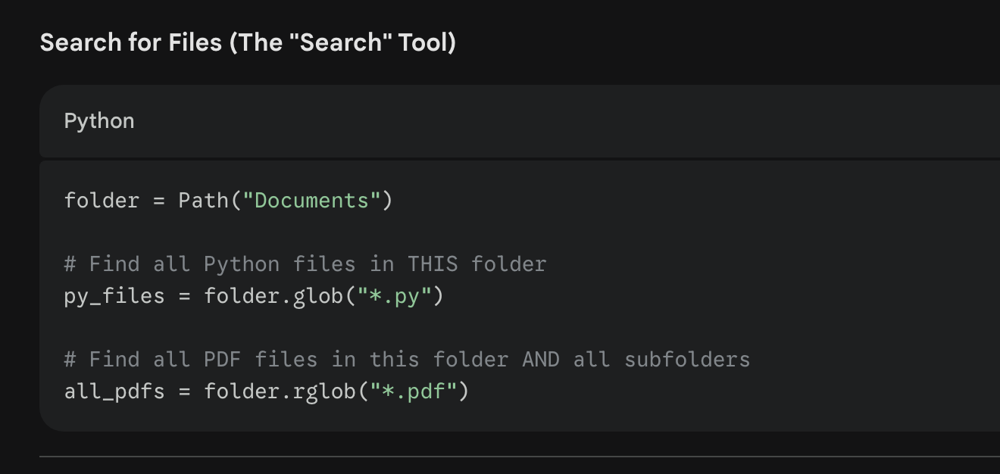 Search for Files (The "Search" Tool)
Python
folder = Path("Documents")
# Find all Python files in THIS folder
py_files = folder.glob("*.py")
# Find all PDF files in this folder AND all subfolders
all_pdfs = folder.rglob("*.pdf")